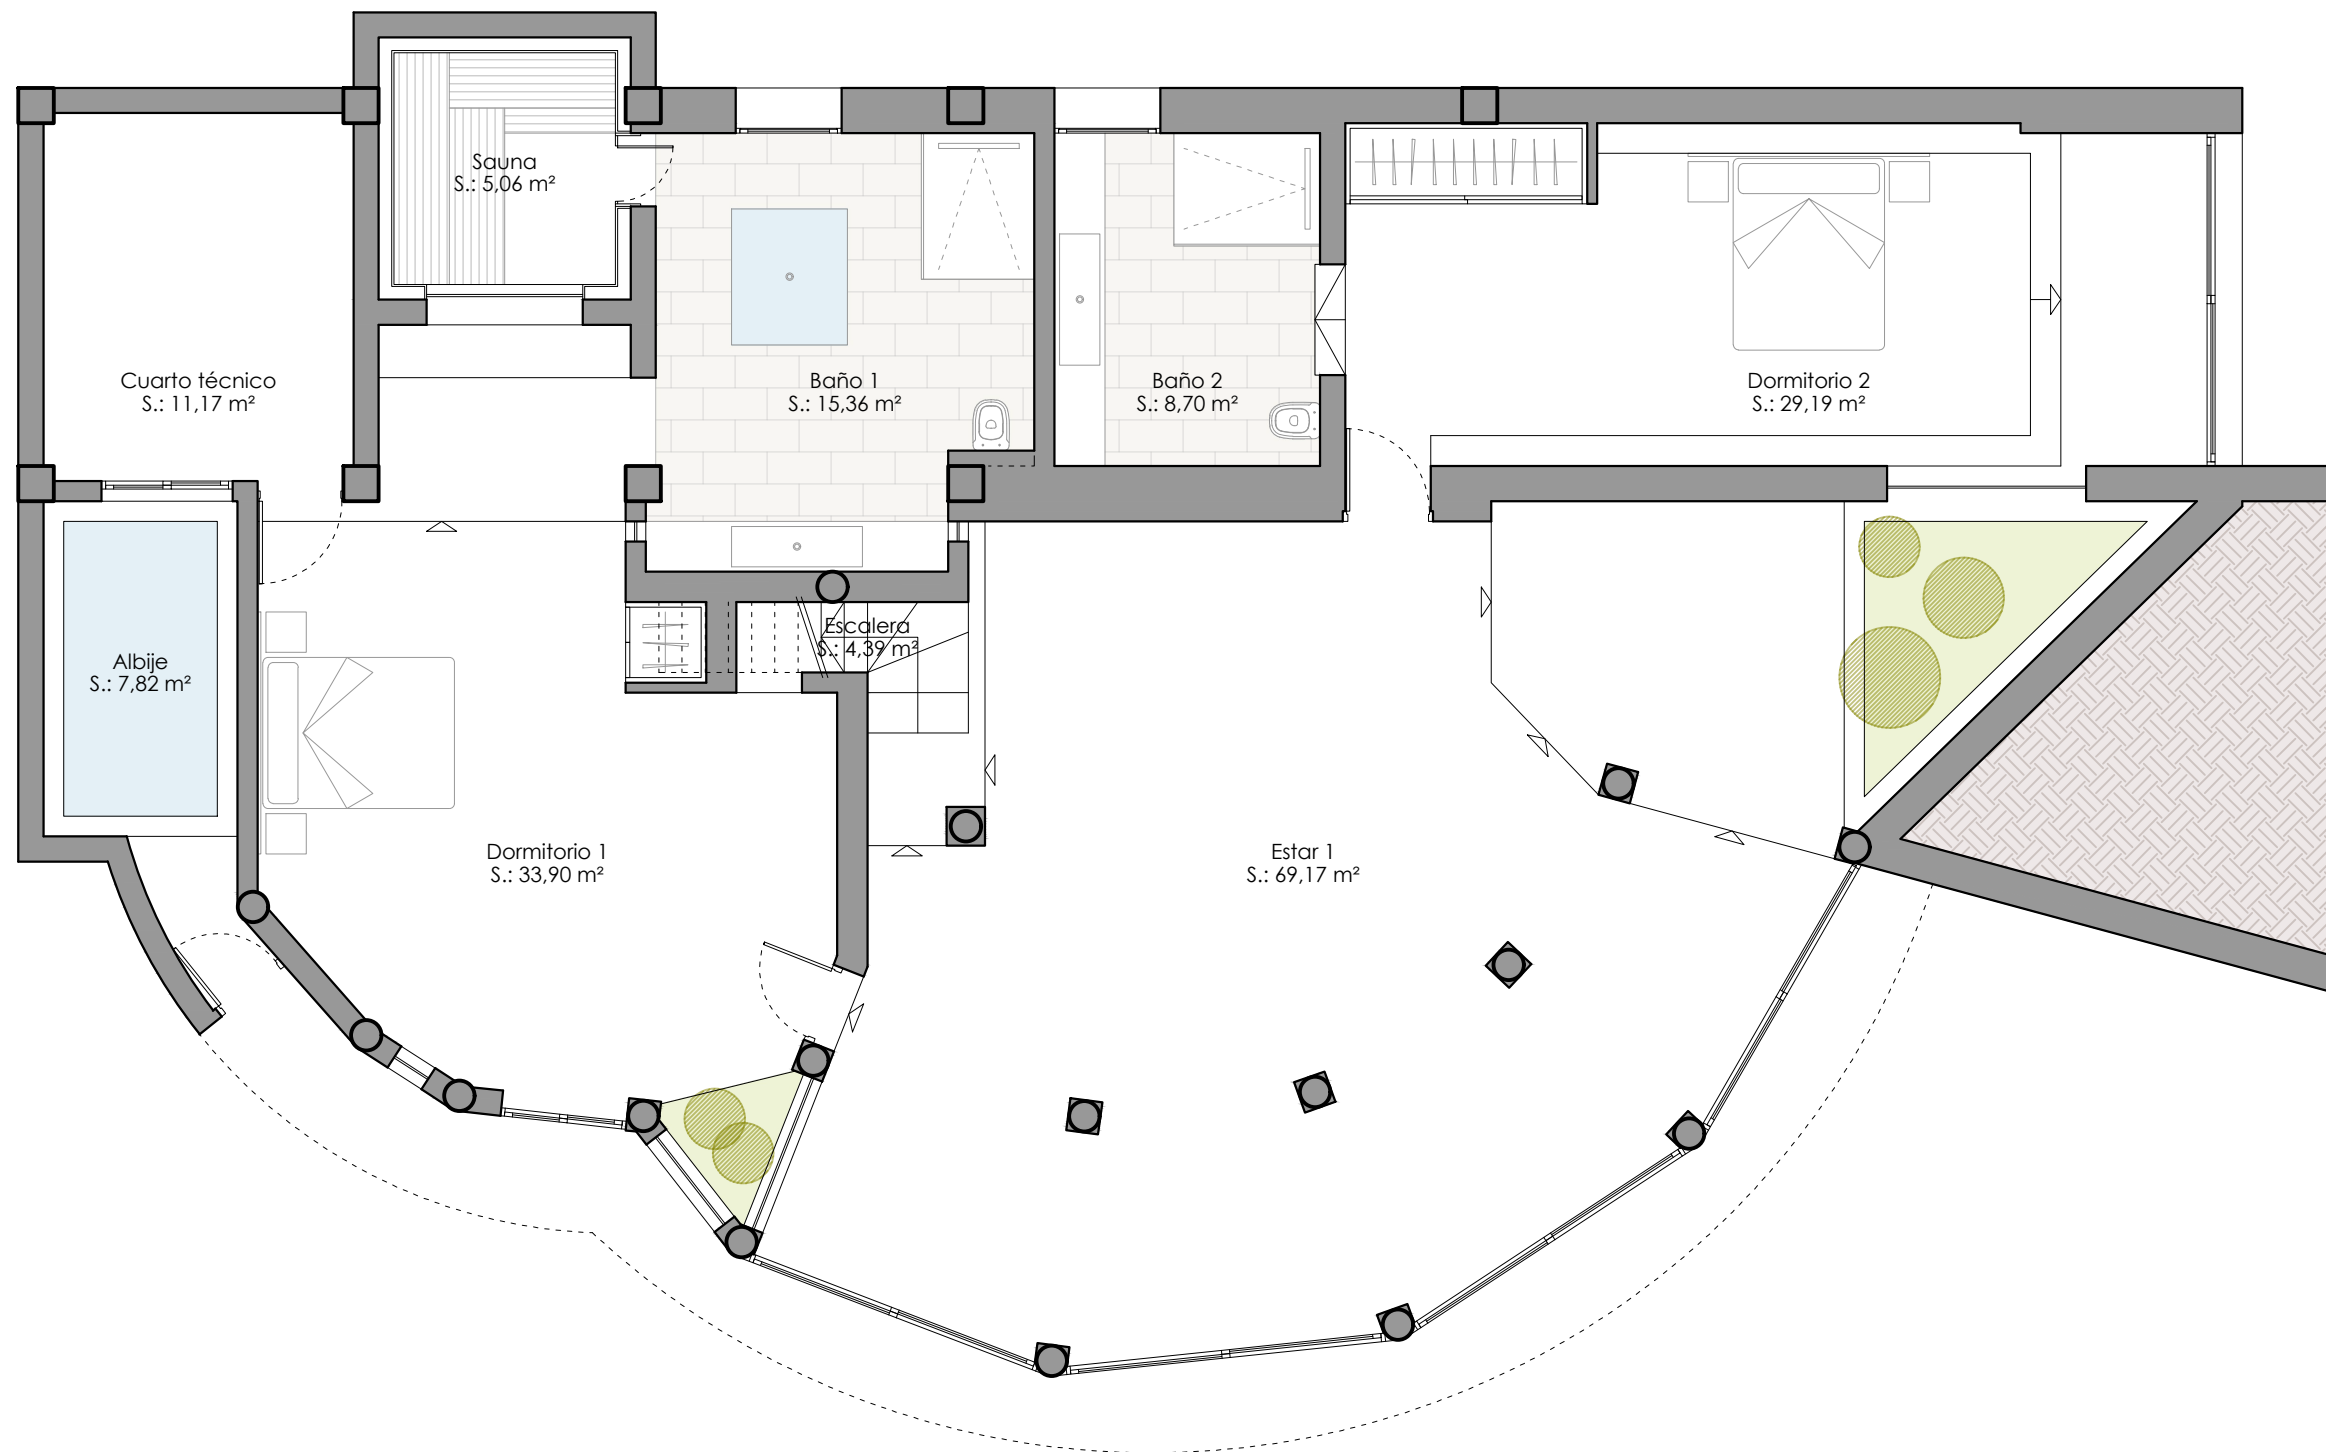 Sauna
S.: 5,06 m²
Cuarto técnico
S.: 11,17 m²
Baño 1
S.: 15,36 m²
Baño 2
S.: 8,70 m²
Dormitorio 2
S.: 29,19 m²
Escalera
S.: 4,39 m²
Albije
S.: 7,82 m²
Dormitorio 1
S.: 33,90 m²
Estar 1
S.: 69,17 m²